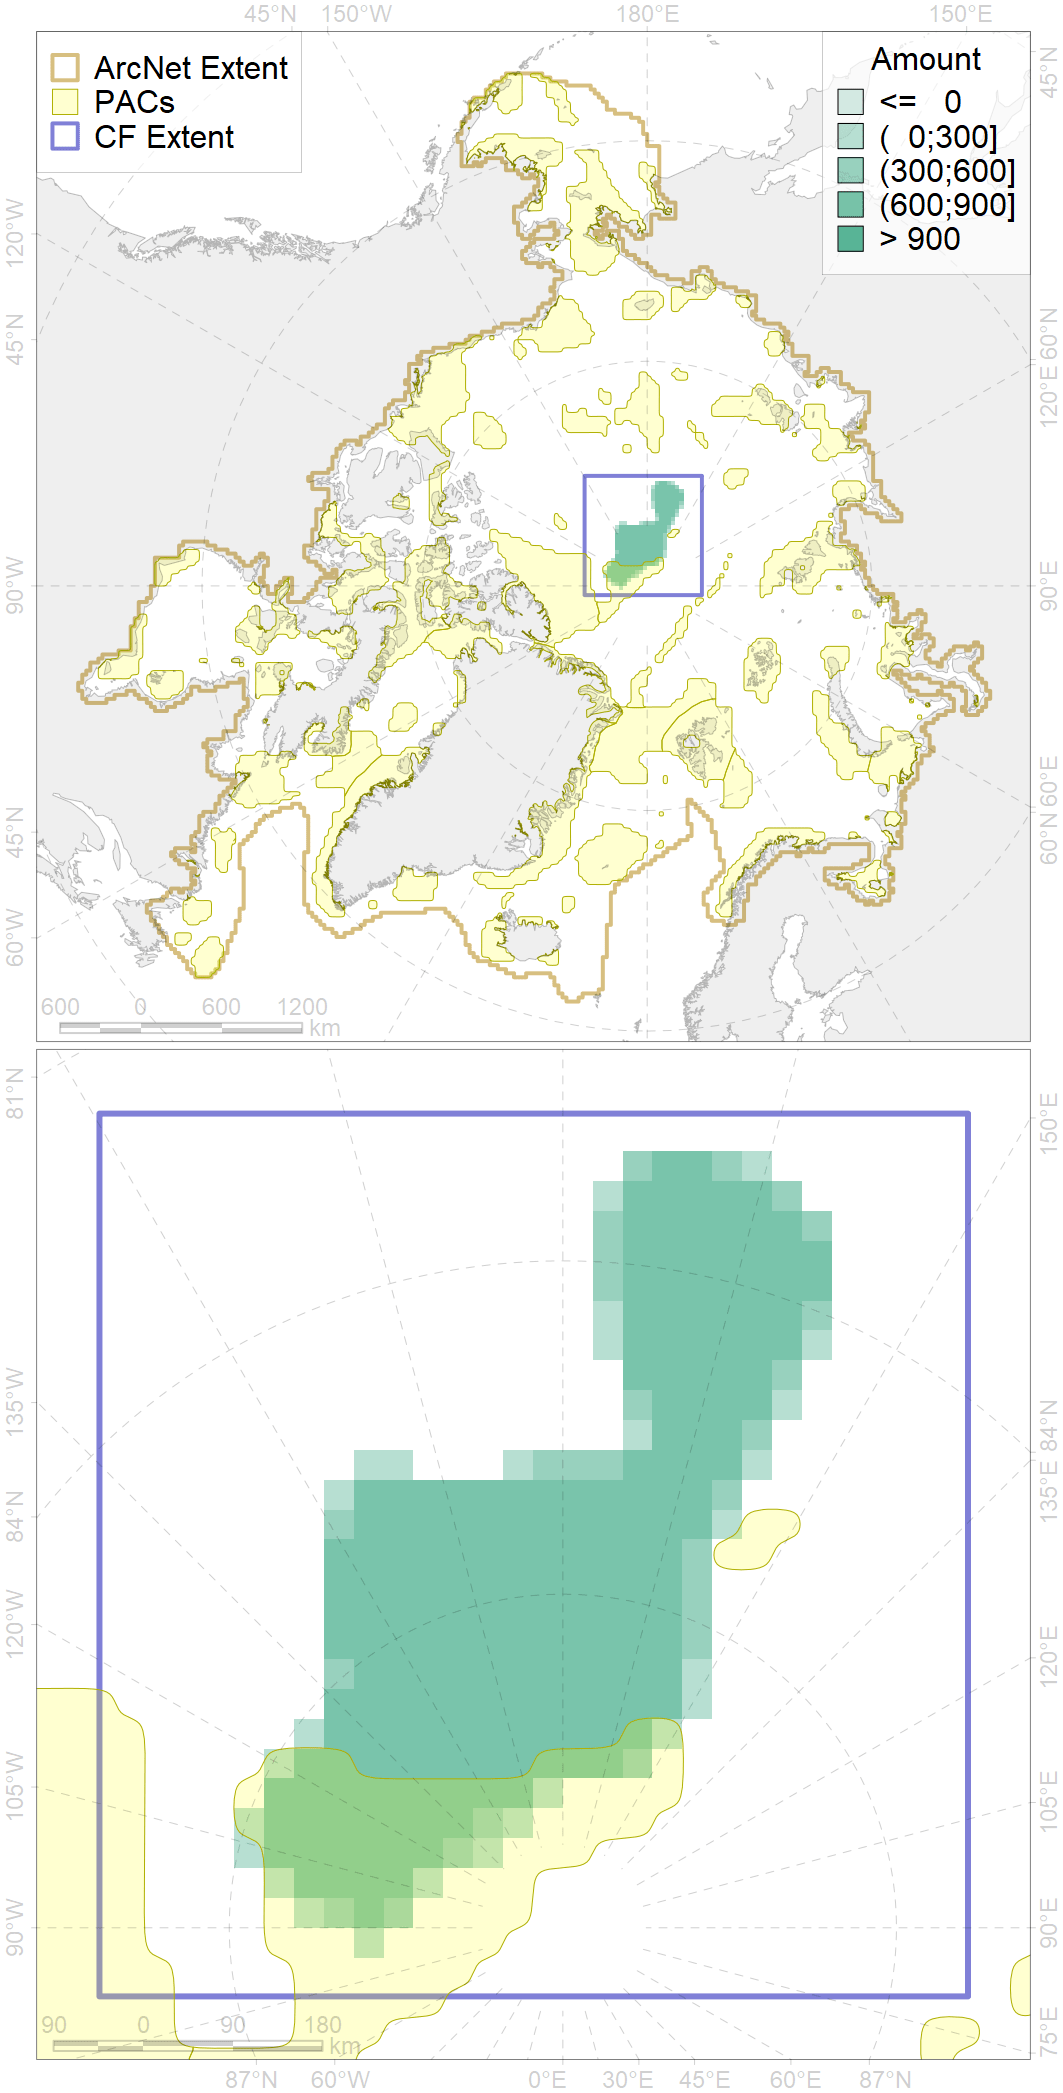 45°N 150°W 180°E 150°E
ArcNet Extent
PACs
CF Extent
Amount
<= 0
( 0;300]
(300;600]
(600;900]
> 900
120°W
45°N
90°W
45°N
60°W
45°N
60°N
120°E
90°E
60°E
60°N
600 0 600 1200
km
81°N
135°W
84°N
120°W
105°W
90°W
150°E
84°N
135°E
120°E
105°E
90°E
75°E
90 0 90 180
km
87°N 60°W 0°E 30°E 45°E 60°E 87°N